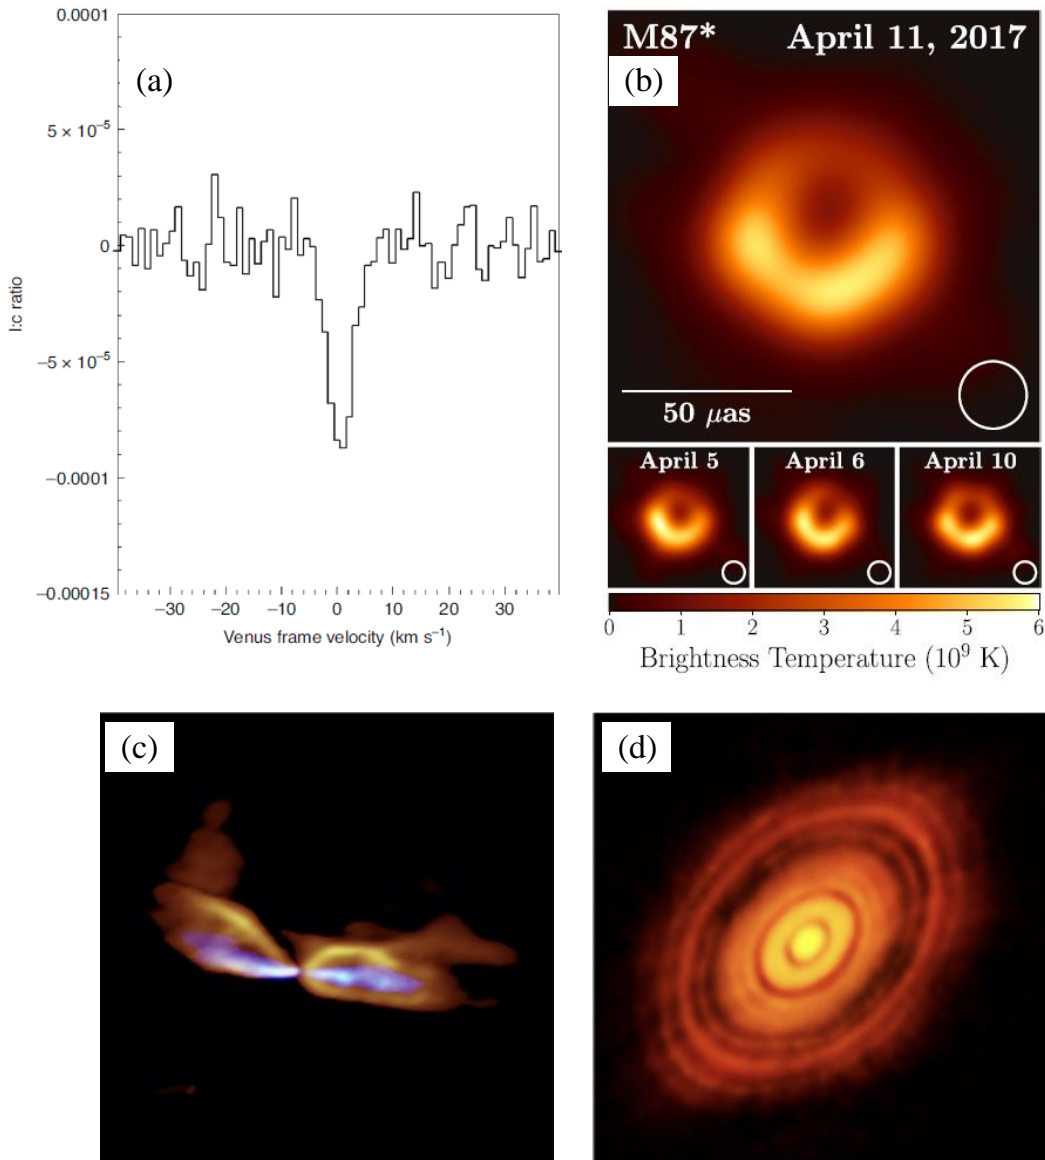 (a)
0.0001
5 × 10⁻⁵
0
−5 × 10⁻⁵
−0.0001
−0.00015
l:c ratio
−30 −20 −10 0 10 20 30
Venus frame velocity (km s⁻¹)
M87* April 11, 2017
(b)
50 μas
April 5 April 6 April 10
0 1 2 3 4 5 6
Brightness Temperature (10⁹ K)
(c)
(d)